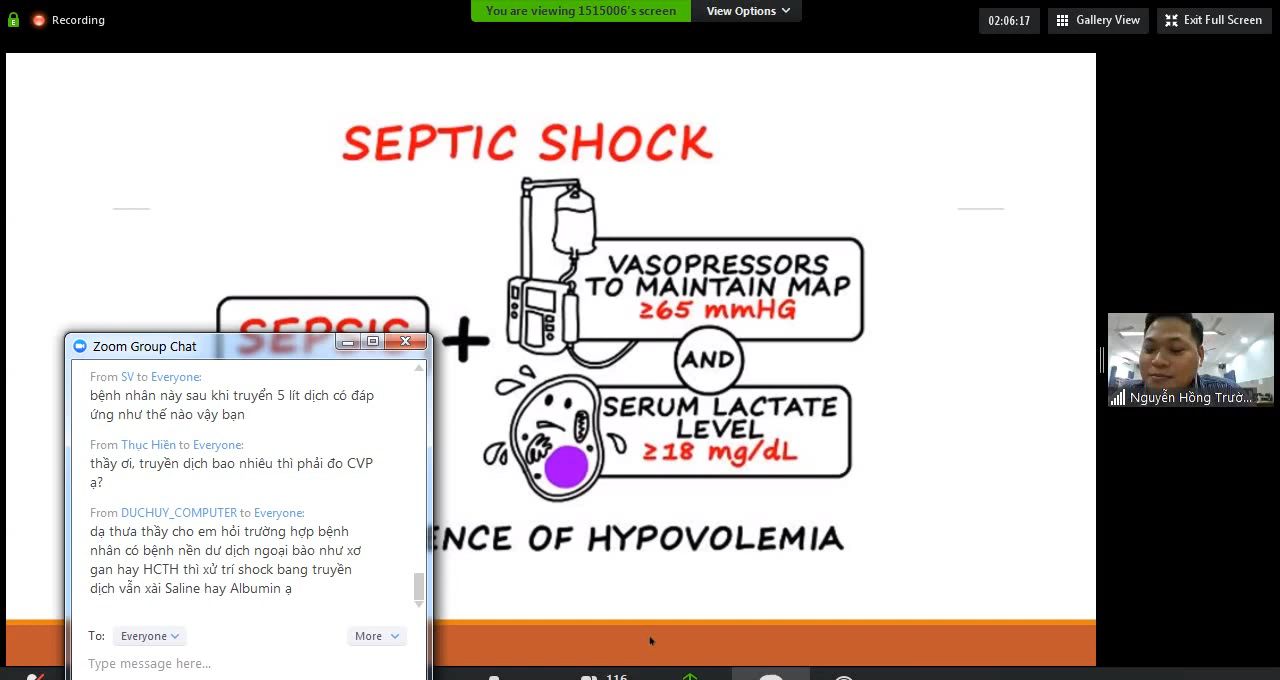 Recording
You are viewing 1515006's screen
View Options
02:06:17
Gallery View
Exit Full Screen
SEPTIC SHOCK
VASOPRESSORS
TO MAINTAIN MAP
≥65 mmHG
SEPSIS
+
AND
SERUM LACTATE
LEVEL
≥18 mg/dL
ENCE OF HYPOVOLEMIA
Zoom Group Chat
From SV to Everyone:
bệnh nhân này sau khi truyển 5 lít dịch có đáp
ứng như thế nào vậy bạn
From Thục Hiền to Everyone:
thầy ơi, truyền dịch bao nhiêu thì phải đo CVP
ạ?
From DUCHUY_COMPUTER to Everyone:
dạ thưa thầy cho em hỏi trường hợp bệnh
nhân có bệnh nền dư dịch ngoại bào như xơ
gan hay HCTH thì xử trí shock bang truyền
dịch vẫn xài Saline hay Albumin ạ
To: Everyone
More
Type message here...
Nguyễn Hồng Trườ...
116